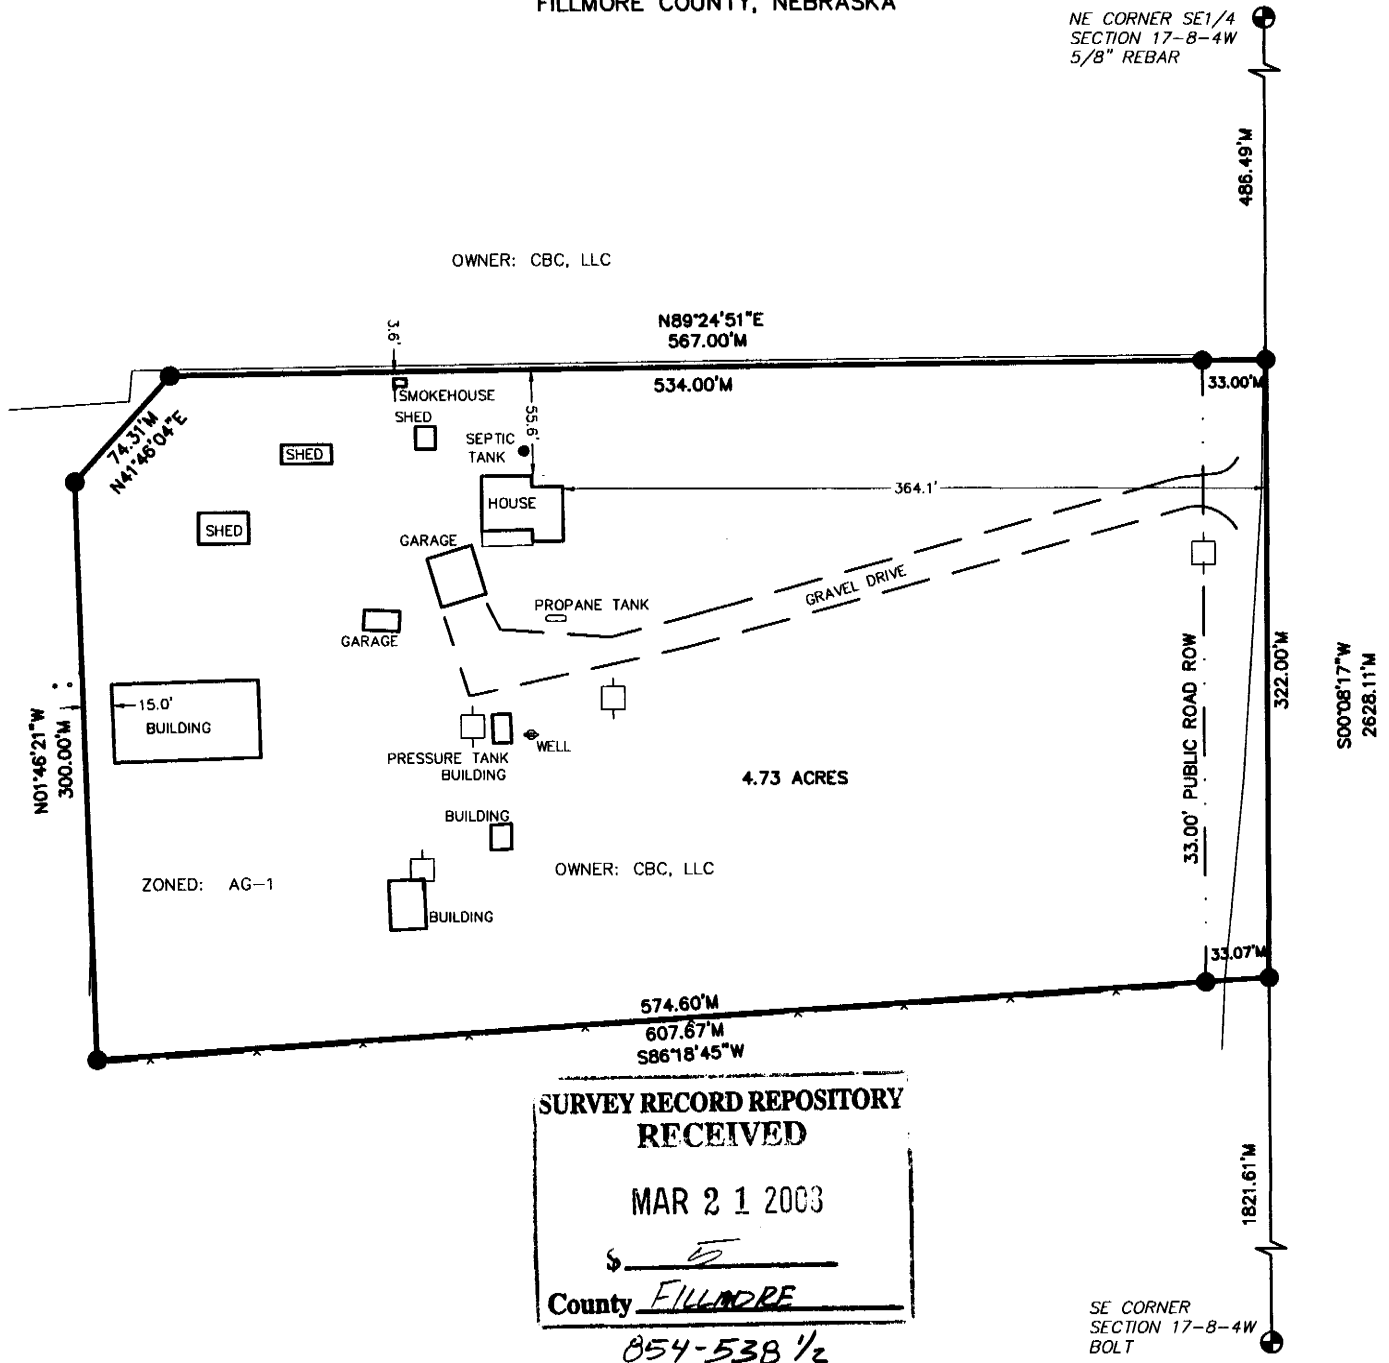 FILLMORE COUNTY, NEBRASKA
NE CORNER SE1/4
SECTION 17-8-4W
5/8" REBAR
486.49'M
OWNER: CBC, LLC
N89°24'51"E
567.00'M
3.6'
534.00'M
33.00'M
SMOKEHOUSE
SHED
55.6'
74.31'M
N41°46'04"E
SEPTIC
TANK
SHED
364.1'
HOUSE
SHED
GARAGE
GRAVEL DRIVE
PROPANE TANK
GARAGE
33.00' PUBLIC ROAD ROW
322.00'M
S00°08'17"W
2628.11'M
N01°46'21"W
300.00'M
15.0'
BUILDING
WELL
PRESSURE TANK
BUILDING
4.73 ACRES
BUILDING
OWNER: CBC, LLC
ZONED: AG-1
BUILDING
33.07'M
574.60'M
607.67'M
S86°18'45"W
SURVEY RECORD REPOSITORY
RECEIVED
MAR 21 2003
$ 5
County FILLMORE
854-538 1/2
1821.61'M
SE CORNER
SECTION 17-8-4W
BOLT